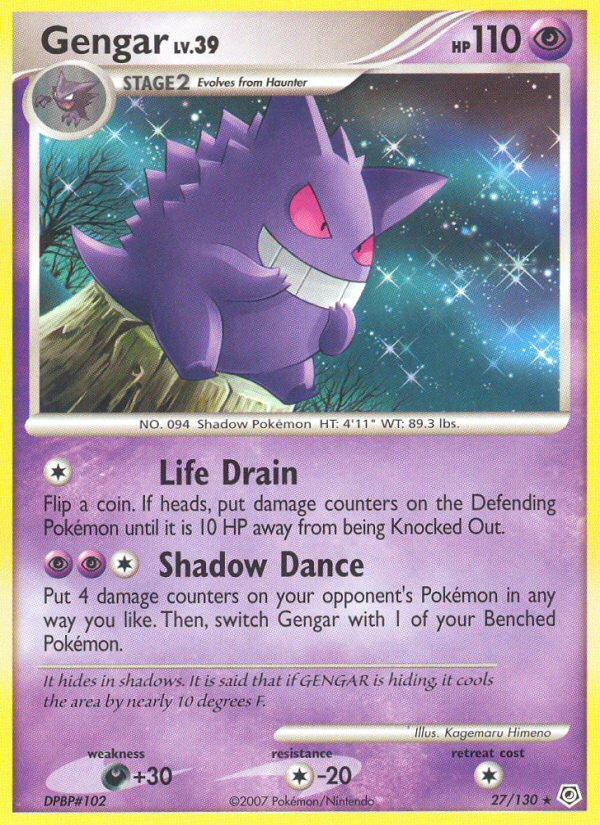 Gengar LV.39
HP 110
STAGE2 Evolves from Haunter
NO. 094 Shadow Pokémon HT: 4'11" WT: 89.3 lbs.
Life Drain
Flip a coin. If heads, put damage counters on the Defending
Pokémon until it is 10 HP away from being Knocked Out.
Shadow Dance
Put 4 damage counters on your opponent's Pokémon in any
way you like. Then, switch Gengar with 1 of your Benched
Pokémon.
It hides in shadows. It is said that if GENGAR is hiding, it cools
the area by nearly 10 degrees F.
Illus. Kagemaru Himeno
weakness resistance retreat cost
+30 -20
DPBP#102 ©2007 Pokémon/Nintendo 27/130 ★